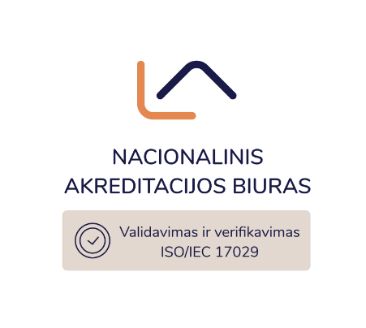 NACIONALINIS
AKREDITACIJOS BIURAS
Validavimas ir verifikavimas
ISO/IEC 17029